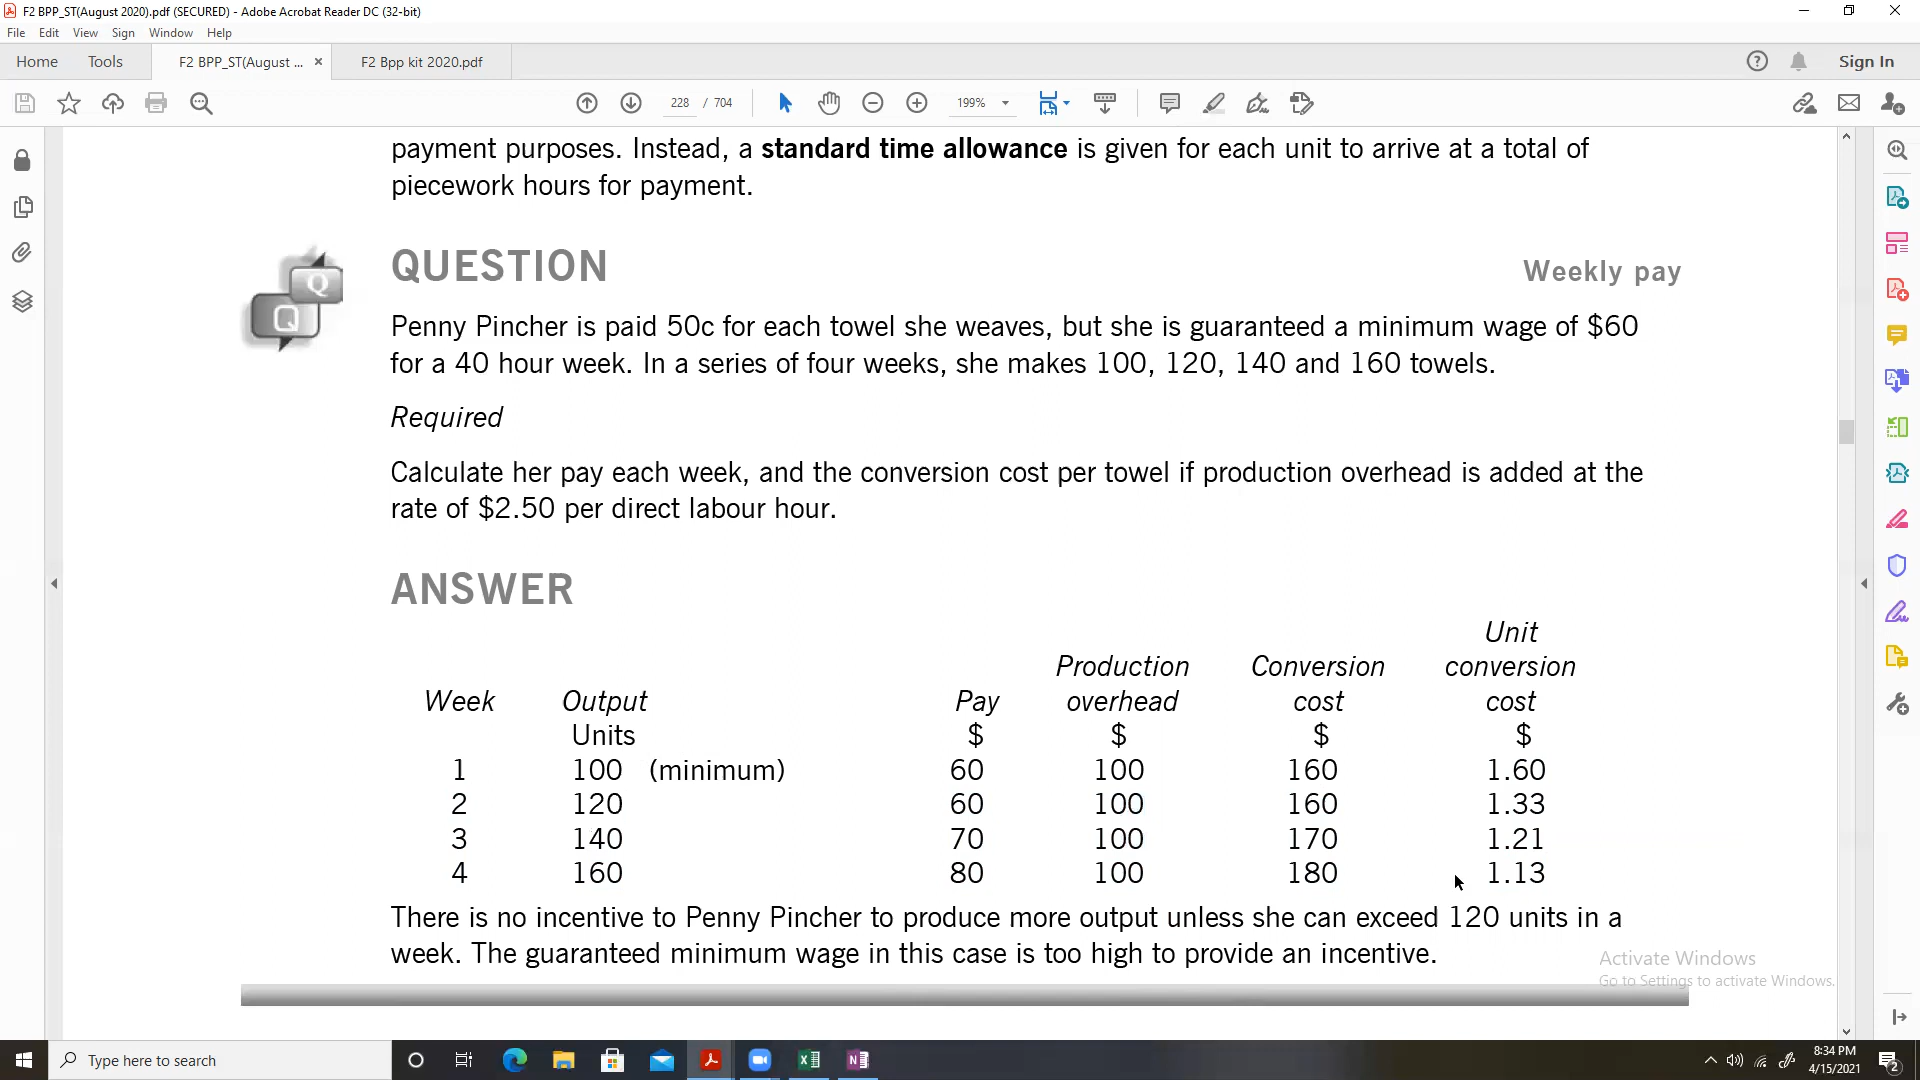 F2 BPP_ST(August 2020).pdf (SECURED) - Adobe Acrobat Reader DC (32-bit)
File Edit View Sign Window Help
Home Tools F2 BPP_ST(August ... × F2 Bpp kit 2020.pdf Sign In
228 / 704 199%
payment purposes. Instead, a standard time allowance is given for each unit to arrive at a total of
piecework hours for payment.
Q
Q
QUESTION
Weekly pay
Penny Pincher is paid 50c for each towel she weaves, but she is guaranteed a minimum wage of $60
for a 40 hour week. In a series of four weeks, she makes 100, 120, 140 and 160 towels.
Required
Calculate her pay each week, and the conversion cost per towel if production overhead is added at the
rate of $2.50 per direct labour hour.
ANSWER
Unit
Production Conversion conversion
Week Output Pay overhead cost cost
Units $ $ $ $
1 100 (minimum) 60 100 160 1.60
2 120 60 100 160 1.33
3 140 70 100 170 1.21
4 160 80 100 180 1.13
There is no incentive to Penny Pincher to produce more output unless she can exceed 120 units in a
week. The guaranteed minimum wage in this case is too high to provide an incentive.
Activate Windows
Go to Settings to activate Windows.
Type here to search
8:34 PM
4/15/2021
2